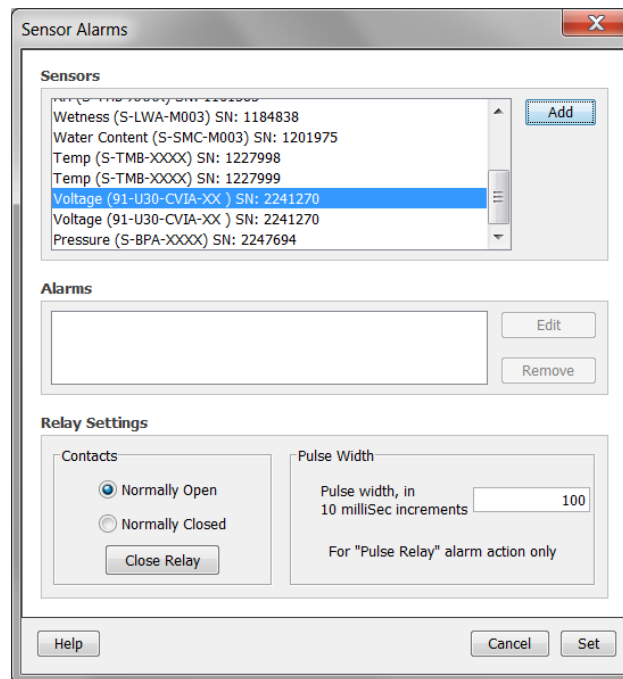 Sensor Alarms
X
Sensors
Wetness (S-LWA-M003) SN: 1184838
Water Content (S-SMC-M003) SN: 1201975
Temp (S-TMB-XXXX) SN: 1227998
Temp (S-TMB-XXXX) SN: 1227999
Voltage (91-U30-CVIA-XX ) SN: 2241270
Voltage (91-U30-CVIA-XX ) SN: 2241270
Pressure (S-BPA-XXXX) SN: 2247694
Add
Alarms
Edit
Remove
Relay Settings
Contacts
Normally Open
Normally Closed
Close Relay
Pulse Width
Pulse width, in
10 milliSec increments
100
For "Pulse Relay" alarm action only
Help
Cancel
Set